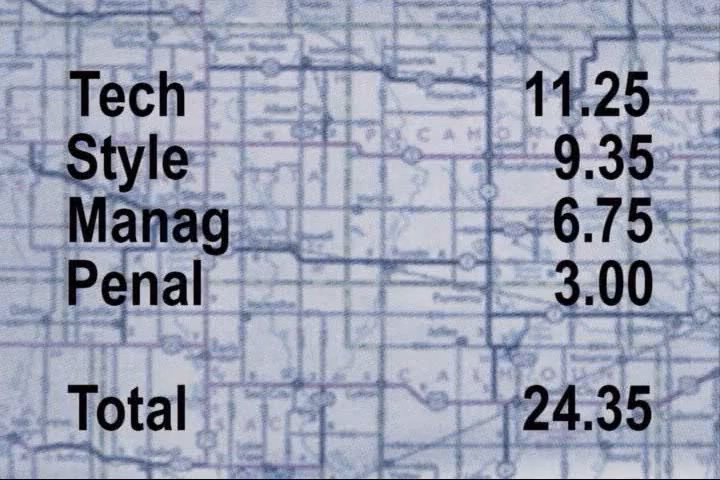 Tech 11.25
Style 9.35
Manag 6.75
Penal 3.00
Total 24.35